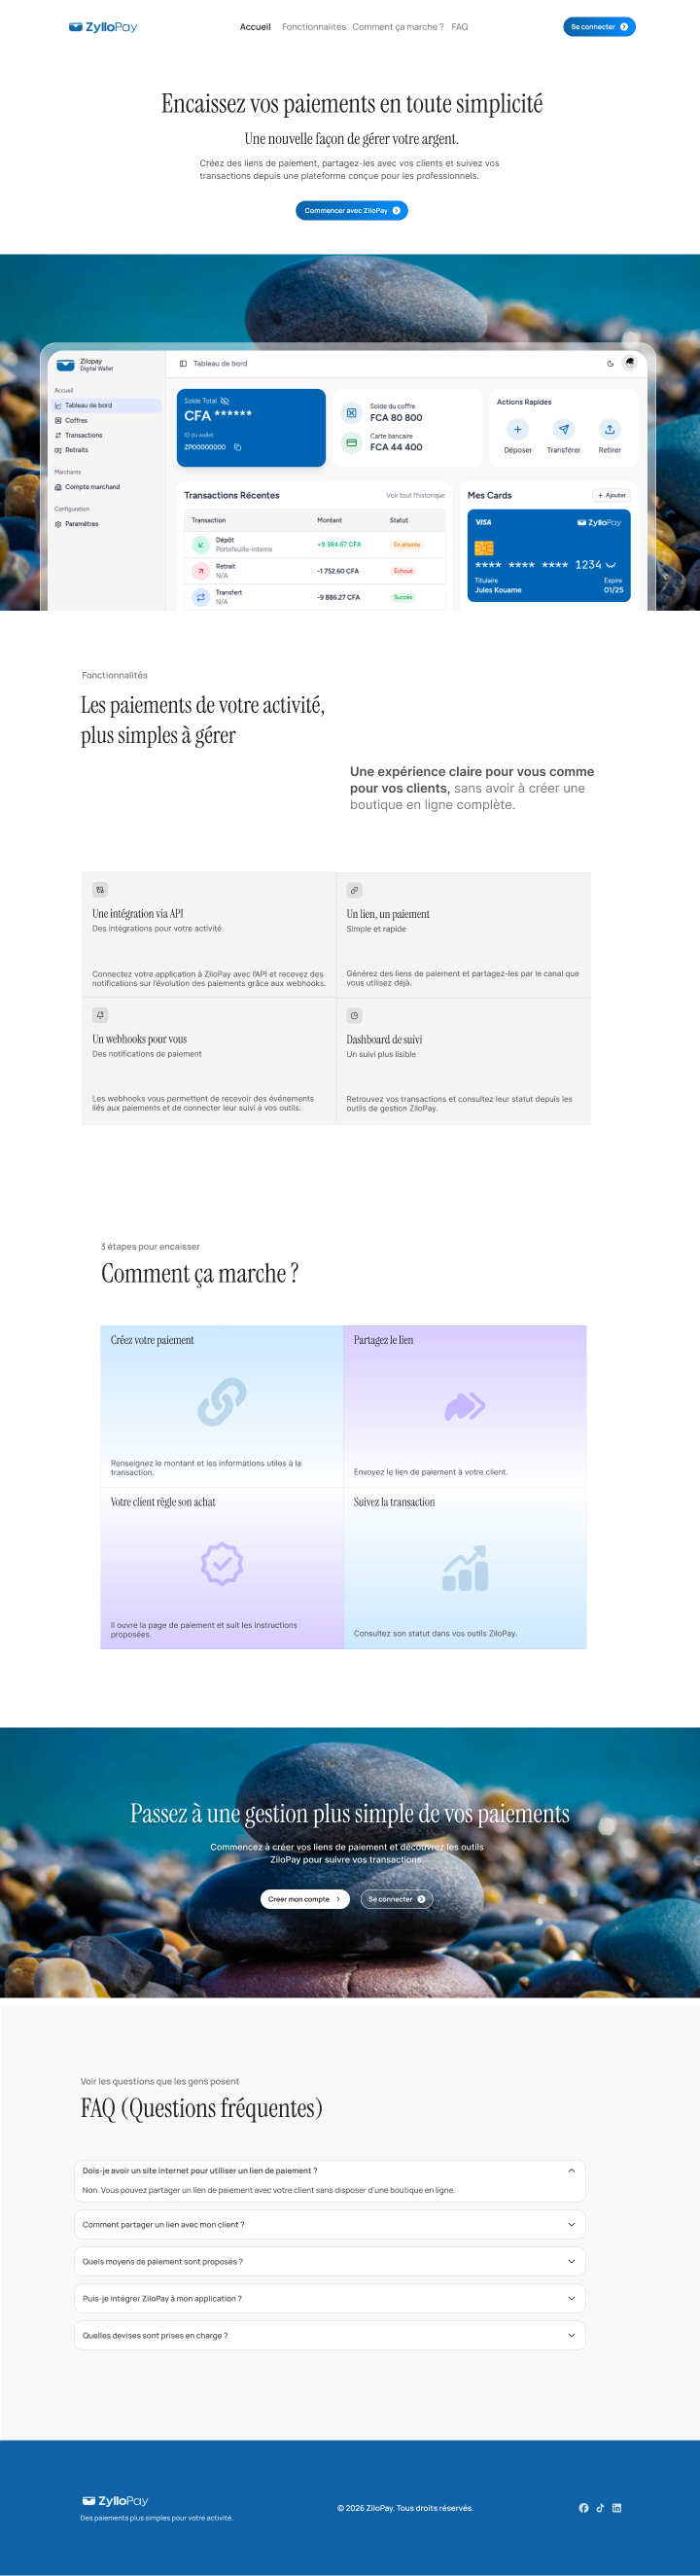 ZylloPay
Accueil
Fonctionnalités
Comment ça marche ?
FAQ
Se connecter
Encaissez vos paiements en toute simplicité
Une nouvelle façon de gérer votre argent.
Créez des liens de paiement, partagez-les avec vos clients et suivez vos
transactions depuis une plateforme conçue pour les professionnels.
Commencer avec ZiloPay
Zilopay
Digital Wallet
Accueil
Tableau de bord
Coffres
Transactions
Retraits
Marchants
Compte marchand
Configuration
Paramètres
Tableau de bord
Solde Total
CFA ******
ID du wallet
ZP00000000
Solde du coffre
FCA 80 800
Carte bancaire
FCA 44 400
Actions Rapides
Déposer
Transférer
Retirer
Transactions Récentes
Voir tout l'historique
Transaction
Montant
Statut
Dépôt
Portefeuille-Interne
+9 384.67 CFA
En attente
Retrait
N/A
-1 752.60 CFA
Échoué
Transfert
N/A
-9 886.27 CFA
Succès
Mes Cards
+ Ajouter
VISA
ZylloPay
**** **** **** 1234
Titulaire
Jules Kouame
Expire
01/25
Fonctionnalités
Les paiements de votre activité,
plus simples à gérer
Une expérience claire pour vous comme
pour vos clients, sans avoir à créer une
boutique en ligne complète.
Une intégration via API
Des intégrations pour votre activité
Connectez votre application à ZiloPay avec l'API et recevez des
notifications sur l'évolution des paiements grâce aux webhooks.
Un lien, un paiement
Simple et rapide
Générez des liens de paiement et partagez-les par le canal que
vous utilisez déjà.
Un webhooks pour vous
Des notifications de paiement
Les webhooks vous permettent de recevoir des événements
liés aux paiements et de connecter leur suivi à vos outils.
Dashboard de suivi
Un suivi plus lisible
Retrouvez vos transactions et consultez leur statut depuis les
outils de gestion ZiloPay.
3 étapes pour encaisser
Comment ça marche ?
Créez votre paiement
Renseignez le montant et les informations utiles à la
transaction.
Partagez le lien
Envoyez le lien de paiement à votre client.
Votre client règle son achat
Il ouvre la page de paiement et suit les instructions
proposées.
Suivez la transaction
Consultez son statut dans vos outils ZiloPay.
Passez à une gestion plus simple de vos paiements
Commencez à créer vos liens de paiement et découvrez les outils
ZiloPay pour suivre vos transactions.
Creer mon compte
Se connecter
Voir les questions que les gens posent
FAQ (Questions fréquentes)
Dois-je avoir un site internet pour utiliser un lien de paiement ?
Non. Vous pouvez partager un lien de paiement avec votre client sans disposer d'une boutique en ligne.
Comment partager un lien avec mon client ?
Quels moyens de paiement sont proposés ?
Puis-je intégrer ZiloPay à mon application ?
Quelles devises sont prises en charge ?
ZylloPay
Des paiements plus simples pour votre activité.
© 2026 ZiloPay. Tous droits réservés.